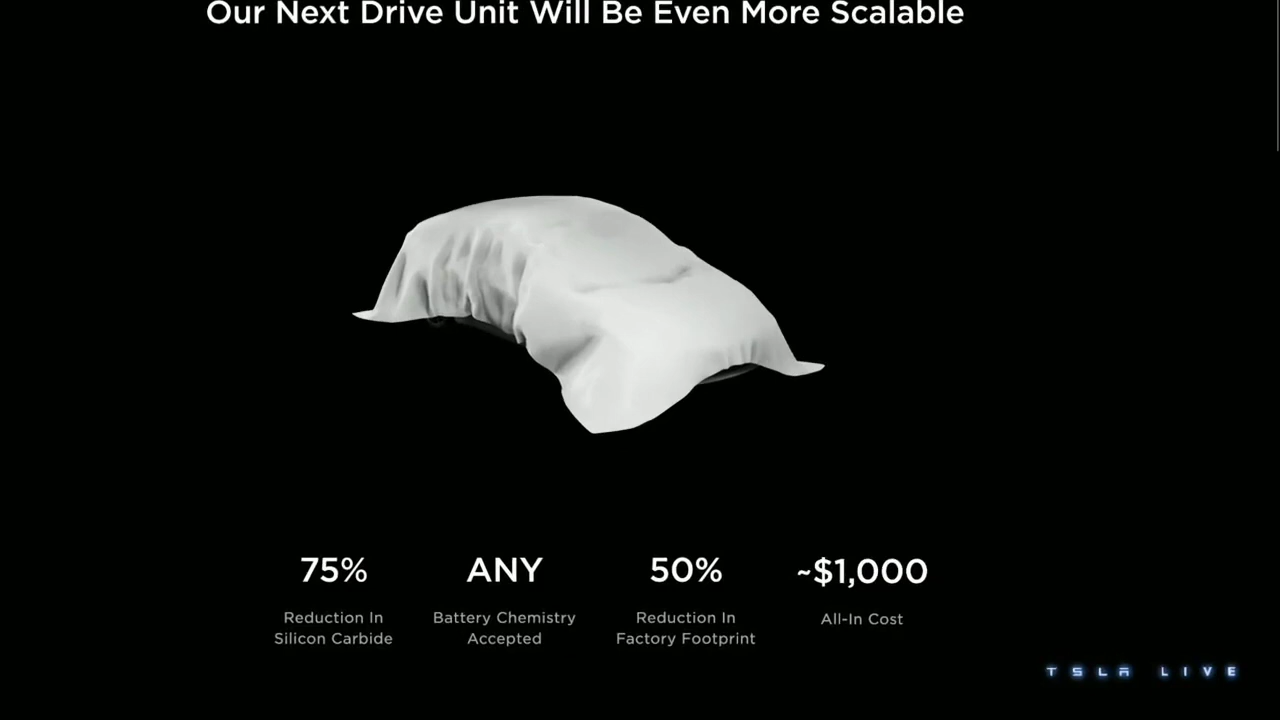 Our Next Drive Unit Will Be Even More Scalable
75%
Reduction In
Silicon Carbide
ANY
Battery Chemistry
Accepted
50%
Reduction In
Factory Footprint
~$1,000
All-In Cost
TSLA LIVE